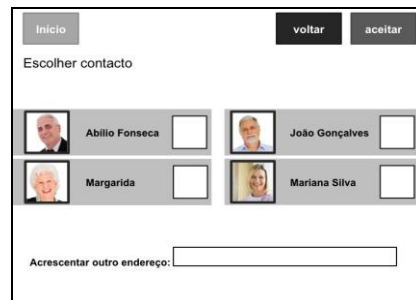 Início
voltar
aceitar
Escolher contacto
Abílio Fonseca
João Gonçalves
Margarida
Mariana Silva
Acrescentar outro endereço: